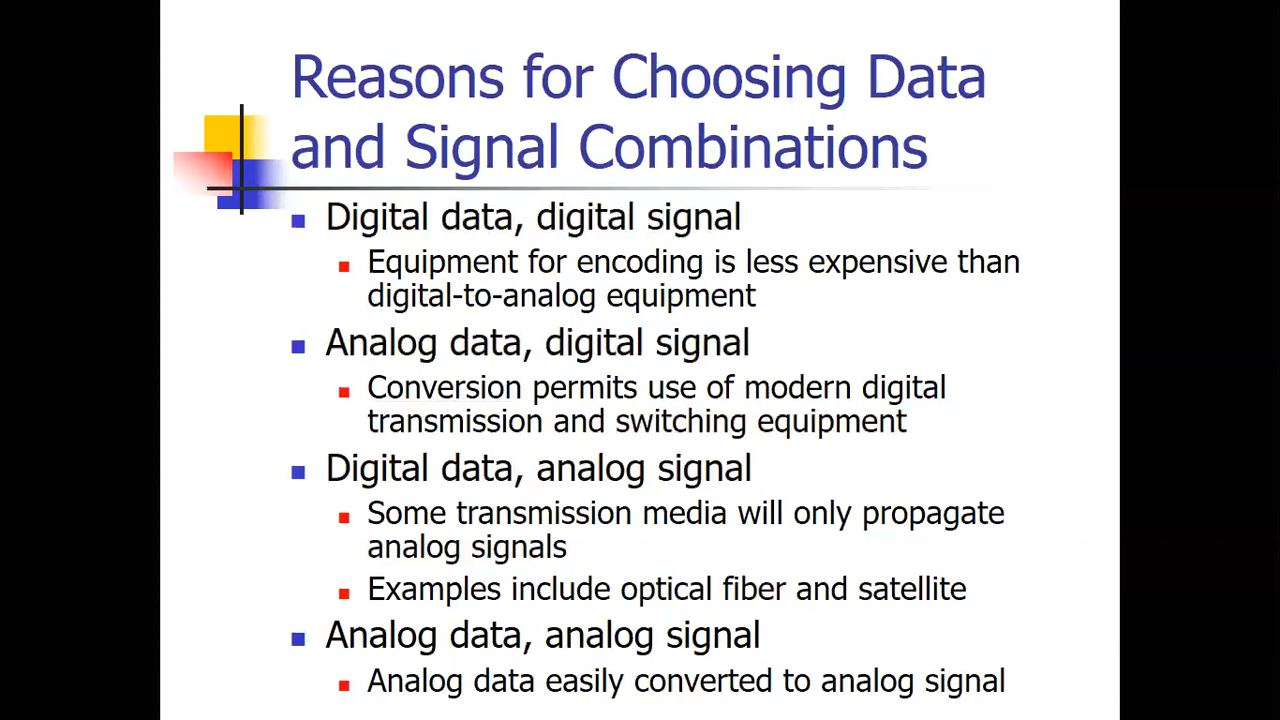 Reasons for Choosing Data
and Signal Combinations
Digital data, digital signal
Equipment for encoding is less expensive than
digital-to-analog equipment
Analog data, digital signal
Conversion permits use of modern digital
transmission and switching equipment
Digital data, analog signal
Some transmission media will only propagate
analog signals
Examples include optical fiber and satellite
Analog data, analog signal
Analog data easily converted to analog signal